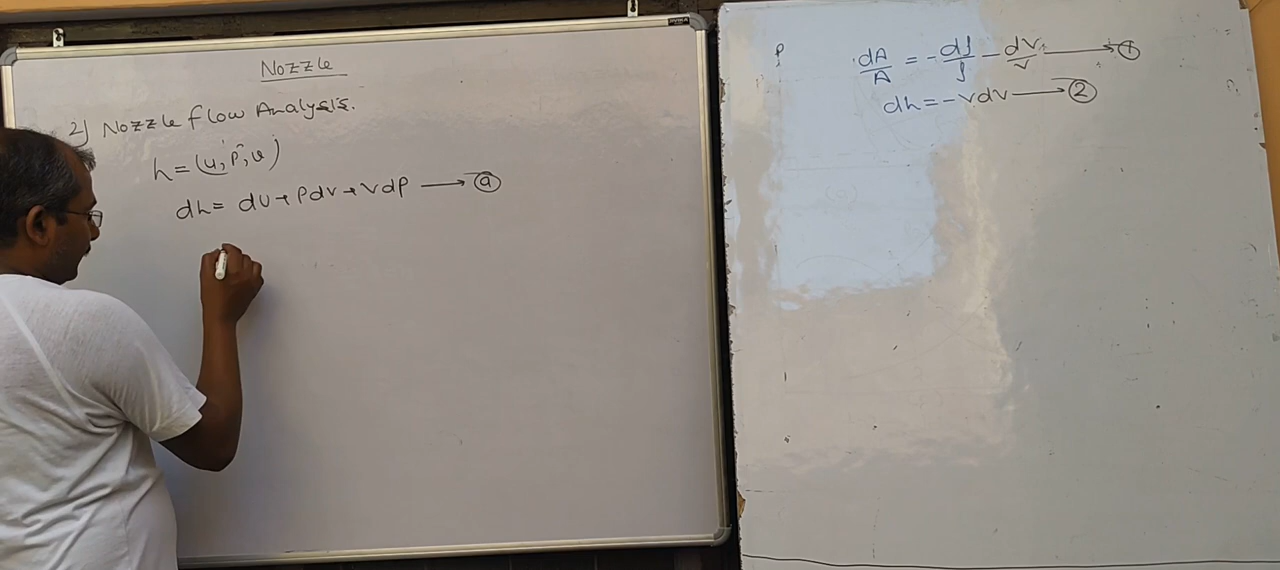 Nozzle
2) Nozzle flow Analysis.
h = (u, p, v)
dh = du + pdv + vdp → ⓐ
ρ
dA/A = - dρ/ρ - dv/v → ①
dh = - vdv → ②